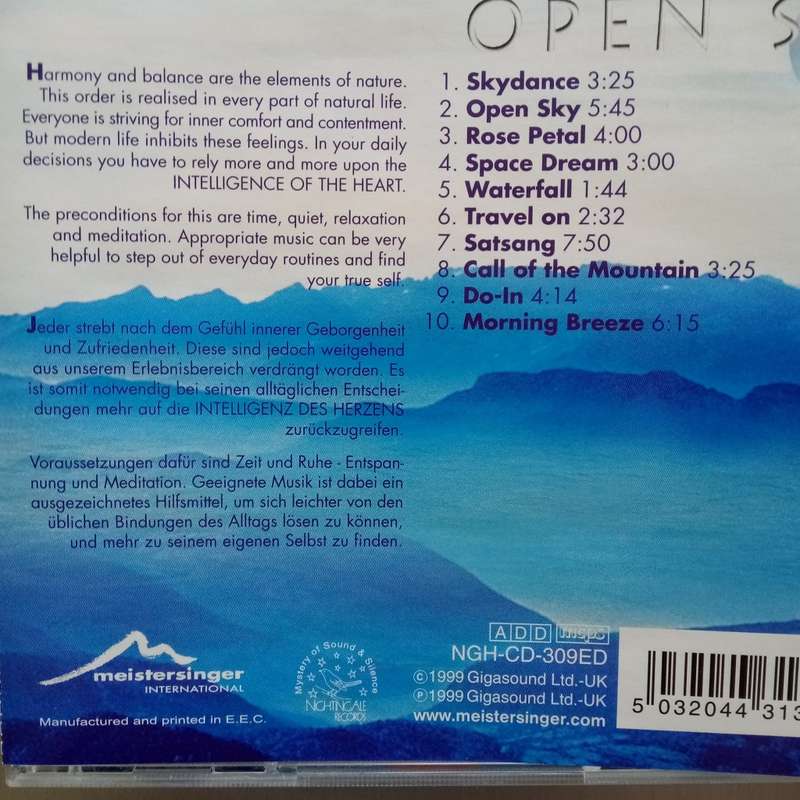 OPEN S
Harmony and balance are the elements of nature.
This order is realised in every part of natural life.
Everyone is striving for inner comfort and contentment.
But modern life inhibits these feelings. In your daily
decisions you have to rely more and more upon the
INTELLIGENCE OF THE HEART.
The preconditions for this are time, quiet, relaxation
and meditation. Appropriate music can be very
helpful to step out of everyday routines and find
your true self.
Jeder strebt nach dem Gefühl innerer Geborgenheit
und Zufriedenheit. Diese sind jedoch weitgehend
aus unserem Erlebnisbereich verdrängt worden. Es
ist somit notwendig bei seinen alltäglichen Entschei-
dungen mehr auf die INTELLIGENZ DES HERZENS
zurückzugreifen.
Voraussetzungen dafür sind Zeit und Ruhe - Entspan-
nung und Meditation. Geeignete Musik ist dabei ein
ausgezeichnetes Hilfsmittel, um sich leichter von den
üblichen Bindungen des Alltags lösen zu können,
und mehr zu seinem eigenen Selbst zu finden.
1. Skydance 3:25
2. Open Sky 5:45
3. Rose Petal 4:00
4. Space Dream 3:00
5. Waterfall 1:44
6. Travel on 2:32
7. Satsang 7:50
8. Call of the Mountain 3:25
9. Do-In 4:14
10. Morning Breeze 6:15
meistersinger
INTERNATIONAL
Manufactured and printed in E.E.C.
Mystery of Sound & Silence
NIGHTINGALE
RECORDS
ADD mcps
NGH-CD-309ED
©1999 Gigasound Ltd.-UK
℗1999 Gigasound Ltd.-UK
www.meistersinger.com
5 032044 313